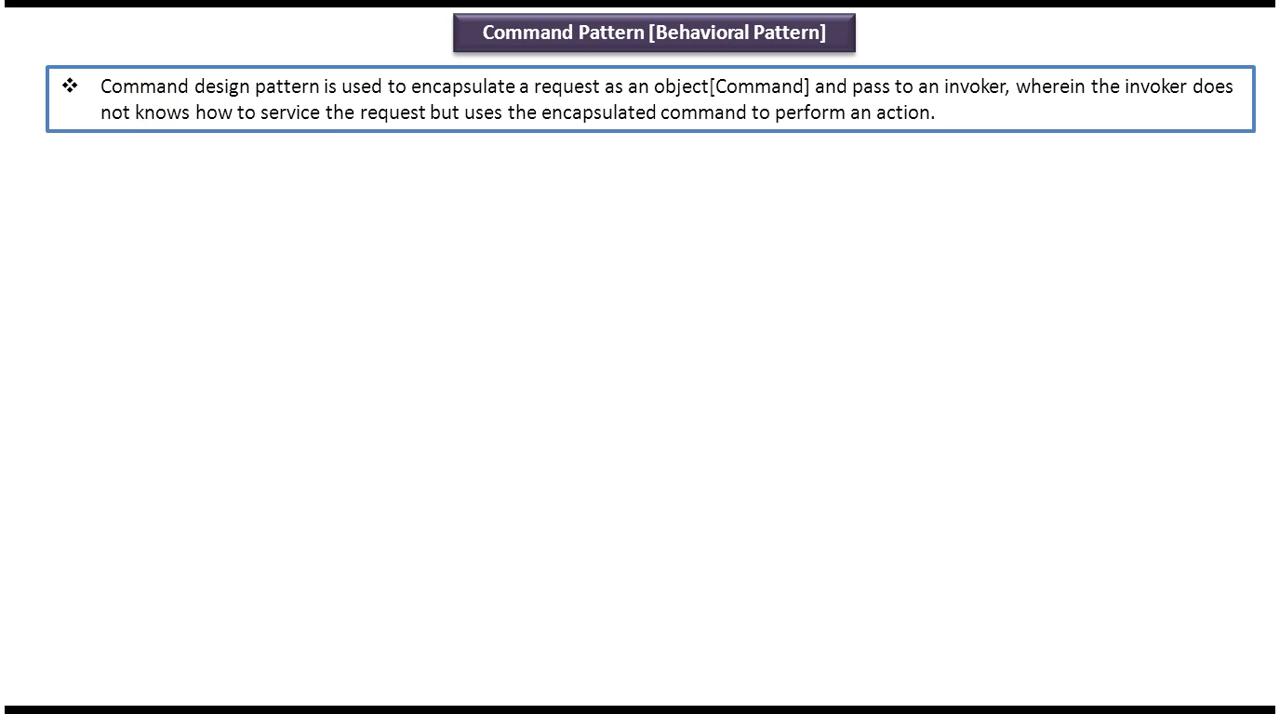 Command Pattern [Behavioral Pattern]
❖ Command design pattern is used to encapsulate a request as an object[Command] and pass to an invoker, wherein the invoker does
not knows how to service the request but uses the encapsulated command to perform an action.